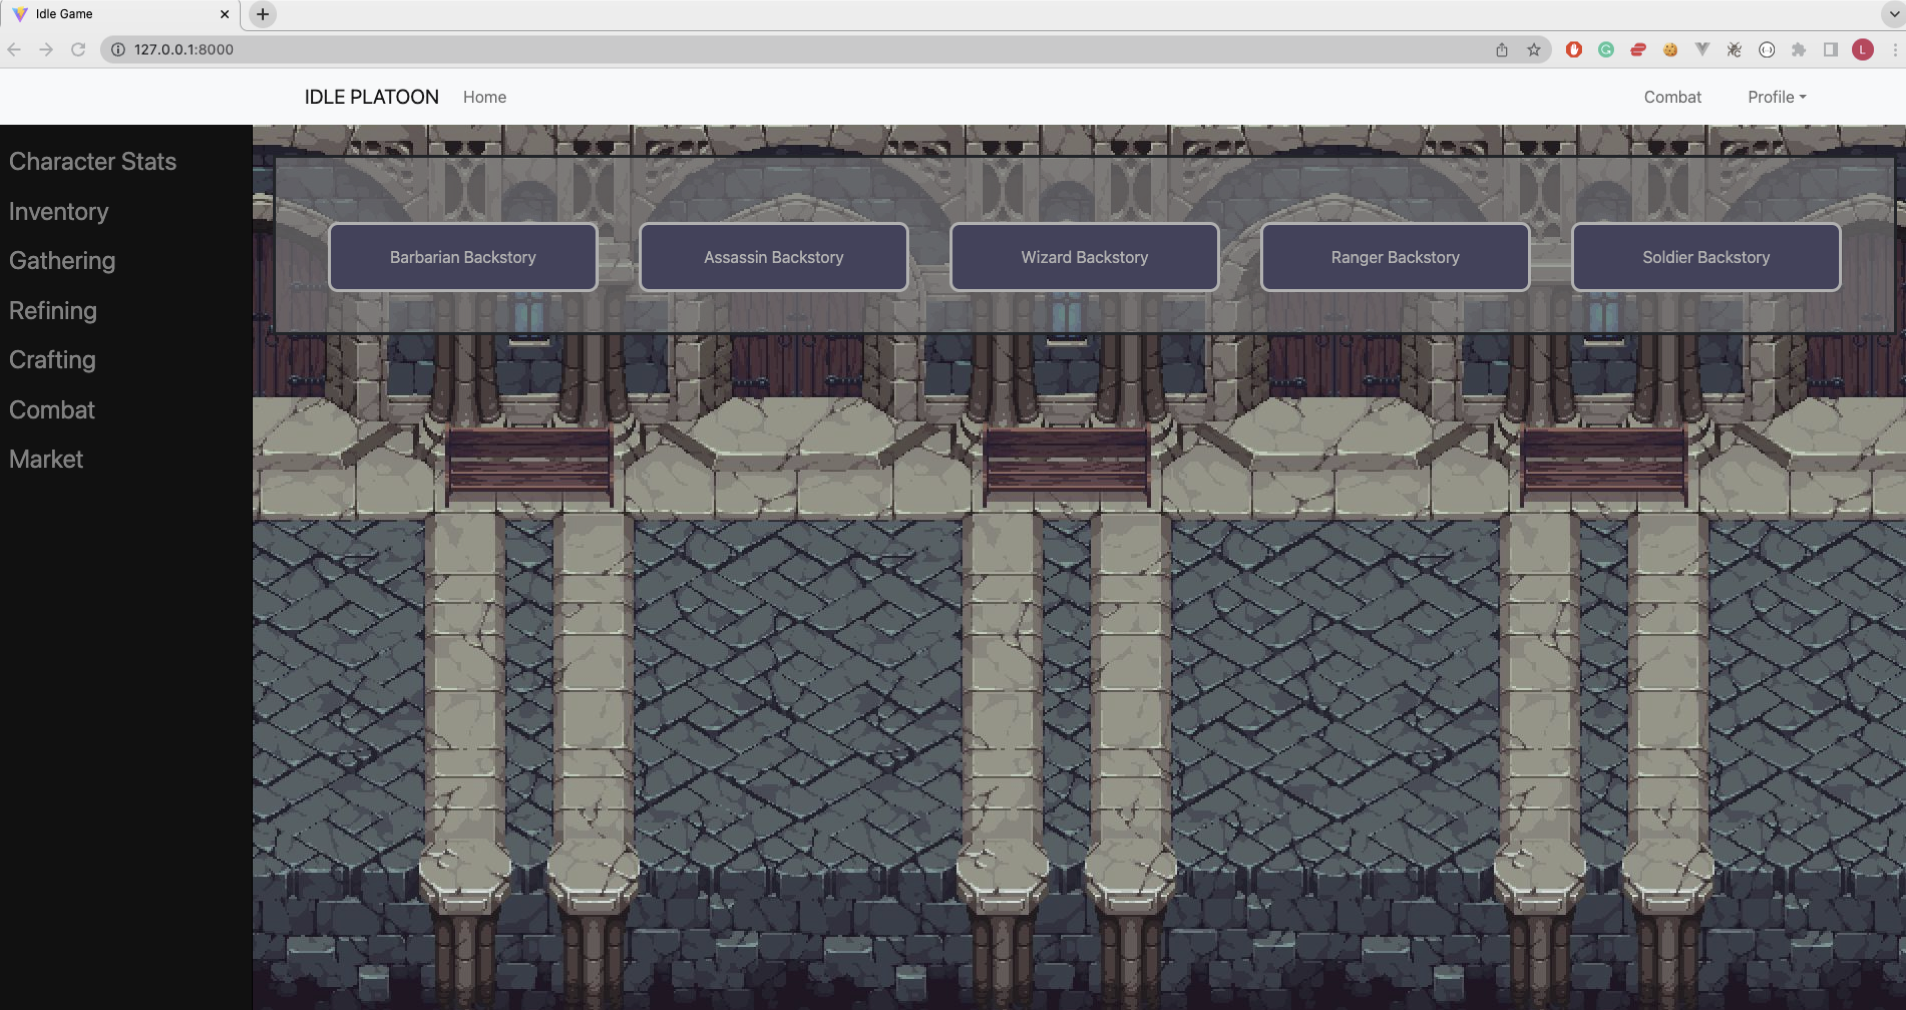 Idle Game
127.0.0.1:8000
L
IDLE PLATOON Home Combat Profile
Character Stats
Inventory
Gathering
Refining
Crafting
Combat
Market
Barbarian Backstory
Assassin Backstory
Wizard Backstory
Ranger Backstory
Soldier Backstory